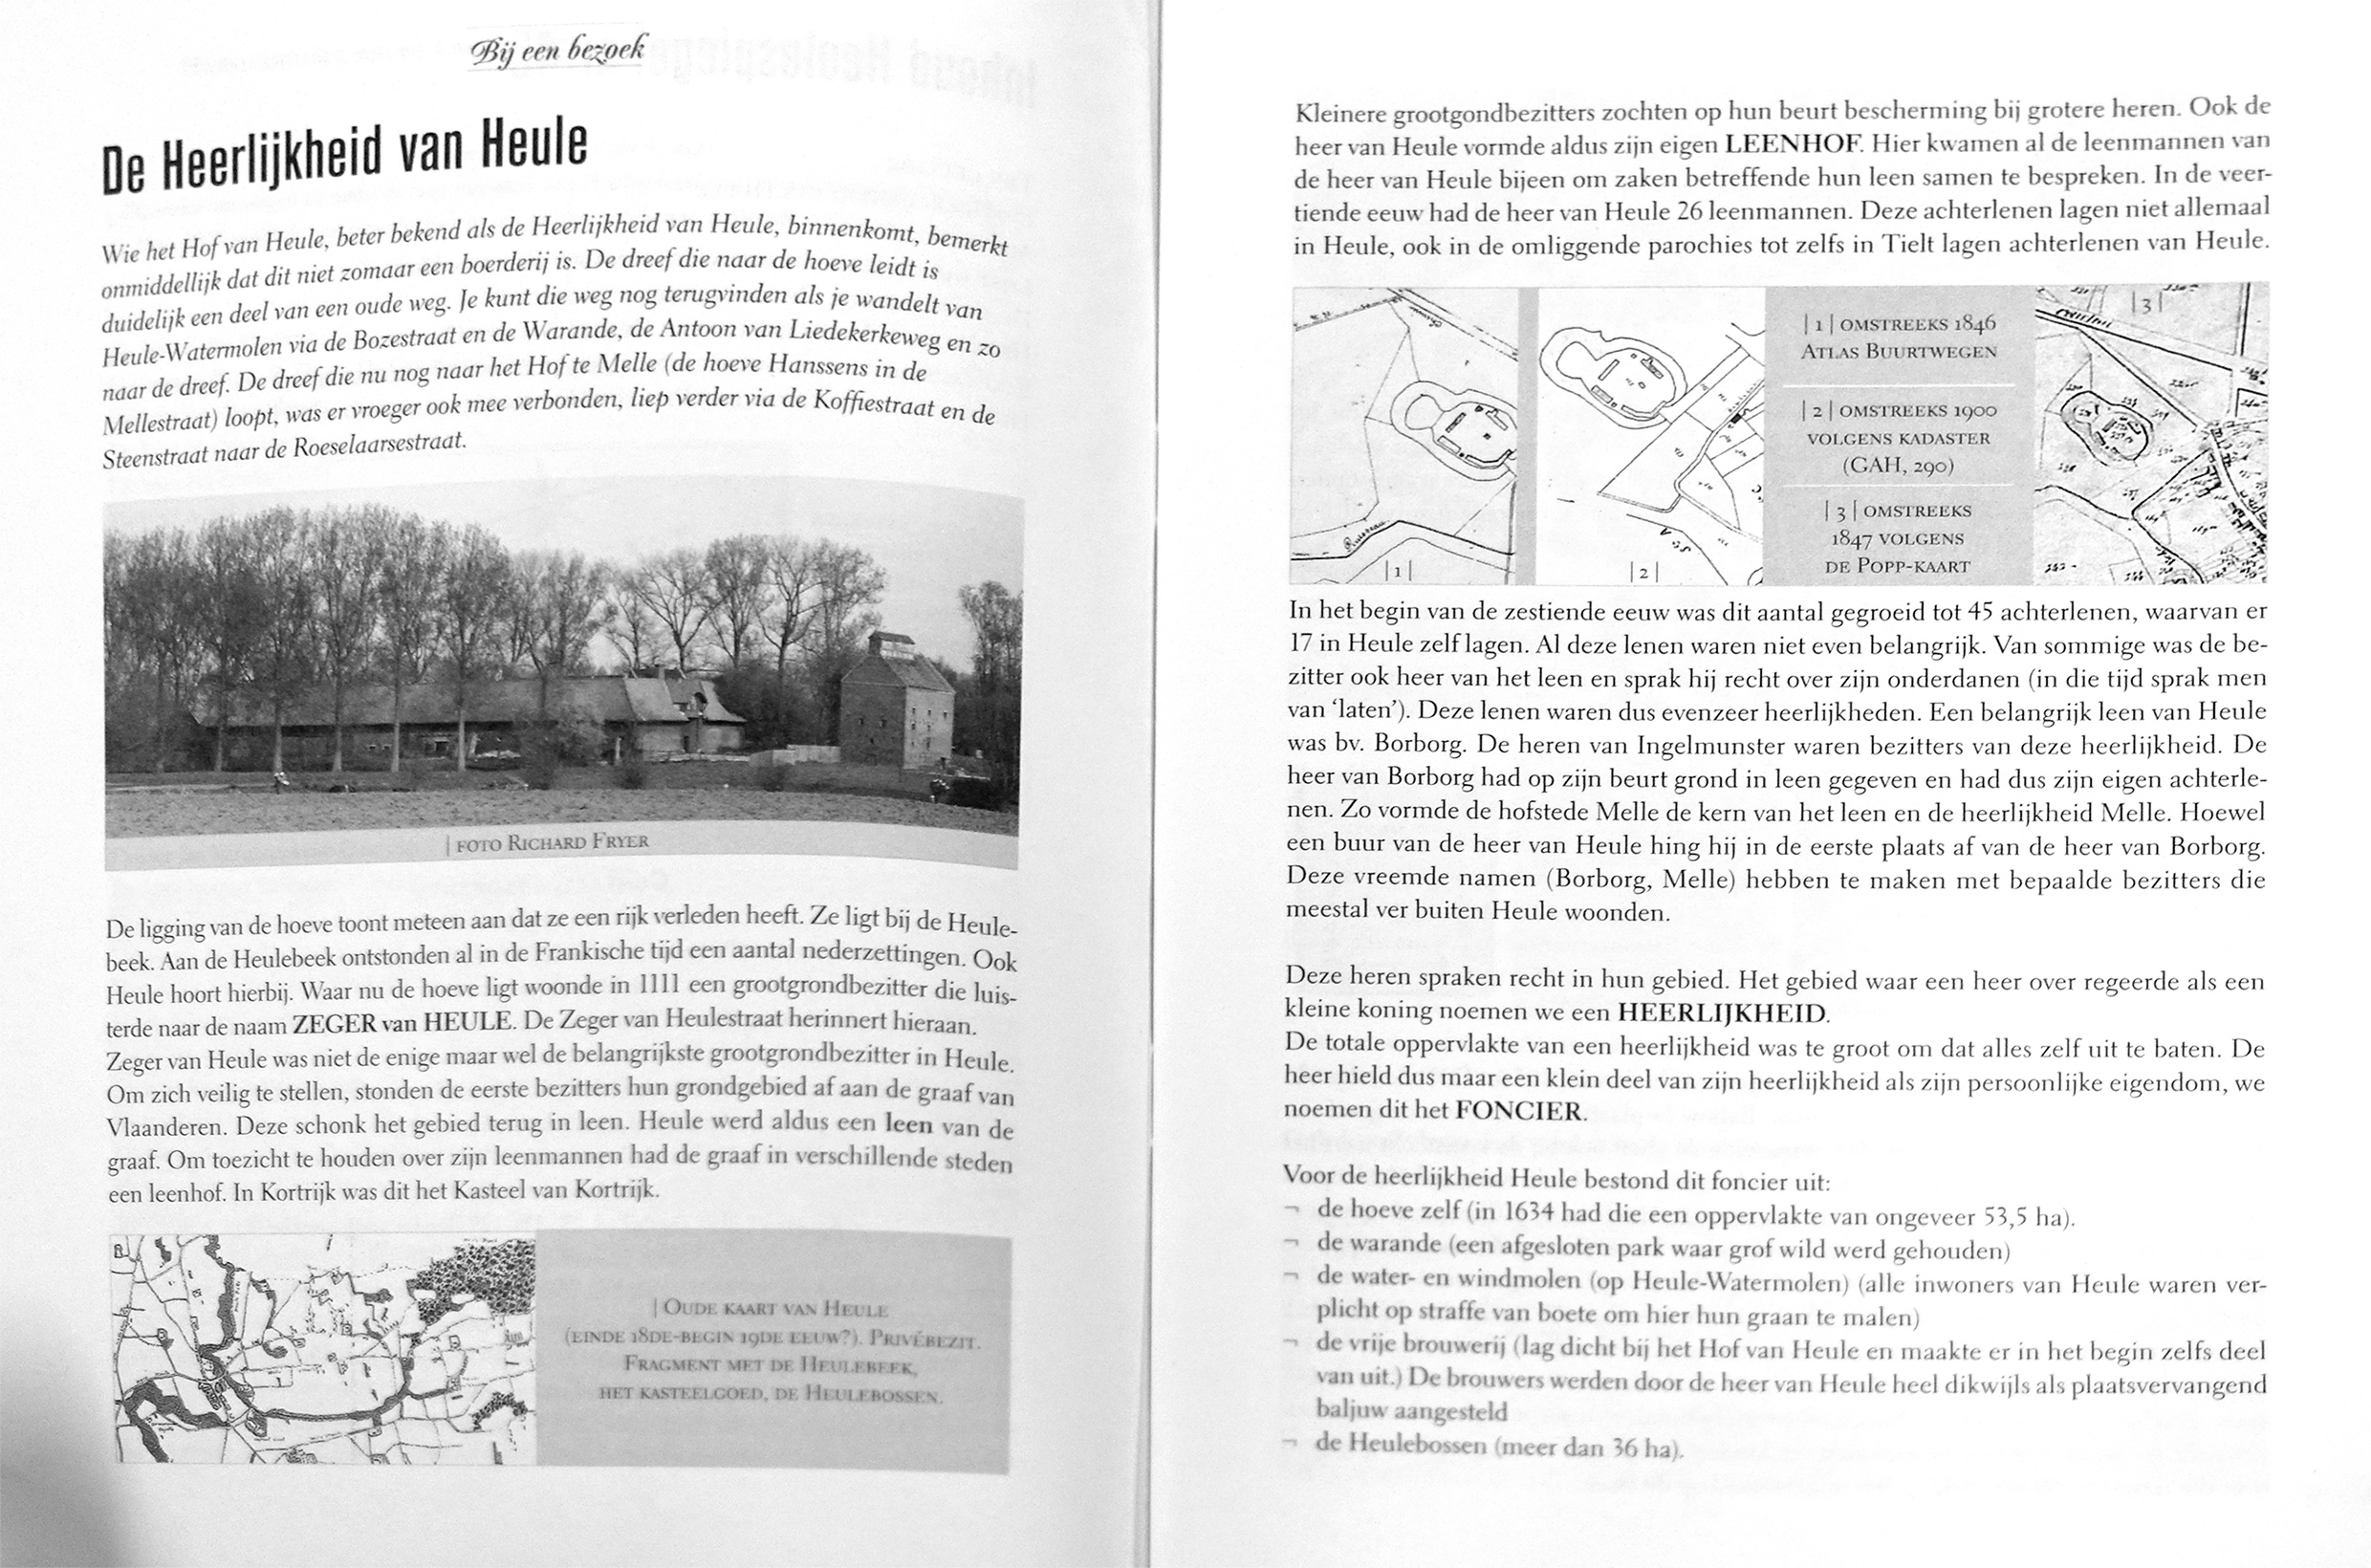 Bij een bezoek
De Heerlijkheid van Heule
Wie het Hof van Heule, beter bekend als de Heerlijkheid van Heule, binnenkomt, bemerkt
onmiddellijk dat dit niet zomaar een boerderij is. De dreef die naar de hoeve leidt is
duidelijk een deel van een oude weg. Je kunt die weg nog terugvinden als je wandelt van
Heule-Watermolen via de Bozestraat en de Warande, de Antoon van Liedekerkeweg en zo
naar de dreef. De dreef die nu nog naar het Hof te Melle (de hoeve Hanssens in de
Mellestraat) loopt, was er vroeger ook mee verbonden, liep verder via de Koffiestraat en de
Steenstraat naar de Roeselaarsestraat.
| FOTO RICHARD FRYER
De ligging van de hoeve toont meteen aan dat ze een rijk verleden heeft. Ze ligt bij de Heule-
beek. Aan de Heulebeek ontstonden al in de Frankische tijd een aantal nederzettingen. Ook
Heule hoort hierbij. Waar nu de hoeve ligt woonde in 1111 een grootgrondbezitter die luis-
terde naar de naam ZEGER van HEULE. De Zeger van Heulestraat herinnert hieraan.
Zeger van Heule was niet de enige maar wel de belangrijkste grootgrondbezitter in Heule.
Om zich veilig te stellen, stonden de eerste bezitters hun grondgebied af aan de graaf van
Vlaanderen. Deze schonk het gebied terug in leen. Heule werd aldus een leen van de
graaf. Om toezicht te houden over zijn leenmannen had de graaf in verschillende steden
een leenhof. In Kortrijk was dit het Kasteel van Kortrijk.
| OUDE KAART VAN HEULE
(EINDE 18DE-BEGIN 19DE EEUW?). PRIVÉBEZIT.
FRAGMENT MET DE HEULEBEEK,
HET KASTEELGOED, DE HEULEBOSSEN.
Kleinere grootgondbezitters zochten op hun beurt bescherming bij grotere heren. Ook de
heer van Heule vormde aldus zijn eigen LEENHOF. Hier kwamen al de leenmannen van
de heer van Heule bijeen om zaken betreffende hun leen samen te bespreken. In de veer-
tiende eeuw had de heer van Heule 26 leenmannen. Deze achterlenen lagen niet allemaal
in Heule, ook in de omliggende parochies tot zelfs in Tielt lagen achterlenen van Heule.
|1|
|2|
| 1 | OMSTREEKS 1846
ATLAS BUURTWEGEN
| 2 | OMSTREEKS 1900
VOLGENS KADASTER
(GAH, 290)
| 3 | OMSTREEKS
1847 VOLGENS
DE POPP-KAART
|3|
In het begin van de zestiende eeuw was dit aantal gegroeid tot 45 achterlenen, waarvan er
17 in Heule zelf lagen. Al deze lenen waren niet even belangrijk. Van sommige was de be-
zitter ook heer van het leen en sprak hij recht over zijn onderdanen (in die tijd sprak men
van ‘laten’). Deze lenen waren dus evenzeer heerlijkheden. Een belangrijk leen van Heule
was bv. Borborg. De heren van Ingelmunster waren bezitters van deze heerlijkheid. De
heer van Borborg had op zijn beurt grond in leen gegeven en had dus zijn eigen achterle-
nen. Zo vormde de hofstede Melle de kern van het leen en de heerlijkheid Melle. Hoewel
een buur van de heer van Heule hing hij in de eerste plaats af van de heer van Borborg.
Deze vreemde namen (Borborg, Melle) hebben te maken met bepaalde bezitters die
meestal ver buiten Heule woonden.
Deze heren spraken recht in hun gebied. Het gebied waar een heer over regeerde als een
kleine koning noemen we een HEERLIJKHEID.
De totale oppervlakte van een heerlijkheid was te groot om dat alles zelf uit te baten. De
heer hield dus maar een klein deel van zijn heerlijkheid als zijn persoonlijke eigendom, we
noemen dit het FONCIER.
Voor de heerlijkheid Heule bestond dit foncier uit:
¬ de hoeve zelf (in 1634 had die een oppervlakte van ongeveer 53,5 ha).
¬ de warande (een afgesloten park waar grof wild werd gehouden)
¬ de water- en windmolen (op Heule-Watermolen) (alle inwoners van Heule waren ver-
plicht op straffe van boete om hier hun graan te malen)
¬ de vrije brouwerij (lag dicht bij het Hof van Heule en maakte er in het begin zelfs deel
van uit.) De brouwers werden door de heer van Heule heel dikwijls als plaatsvervangend
baljuw aangesteld
¬ de Heulebossen (meer dan 36 ha).